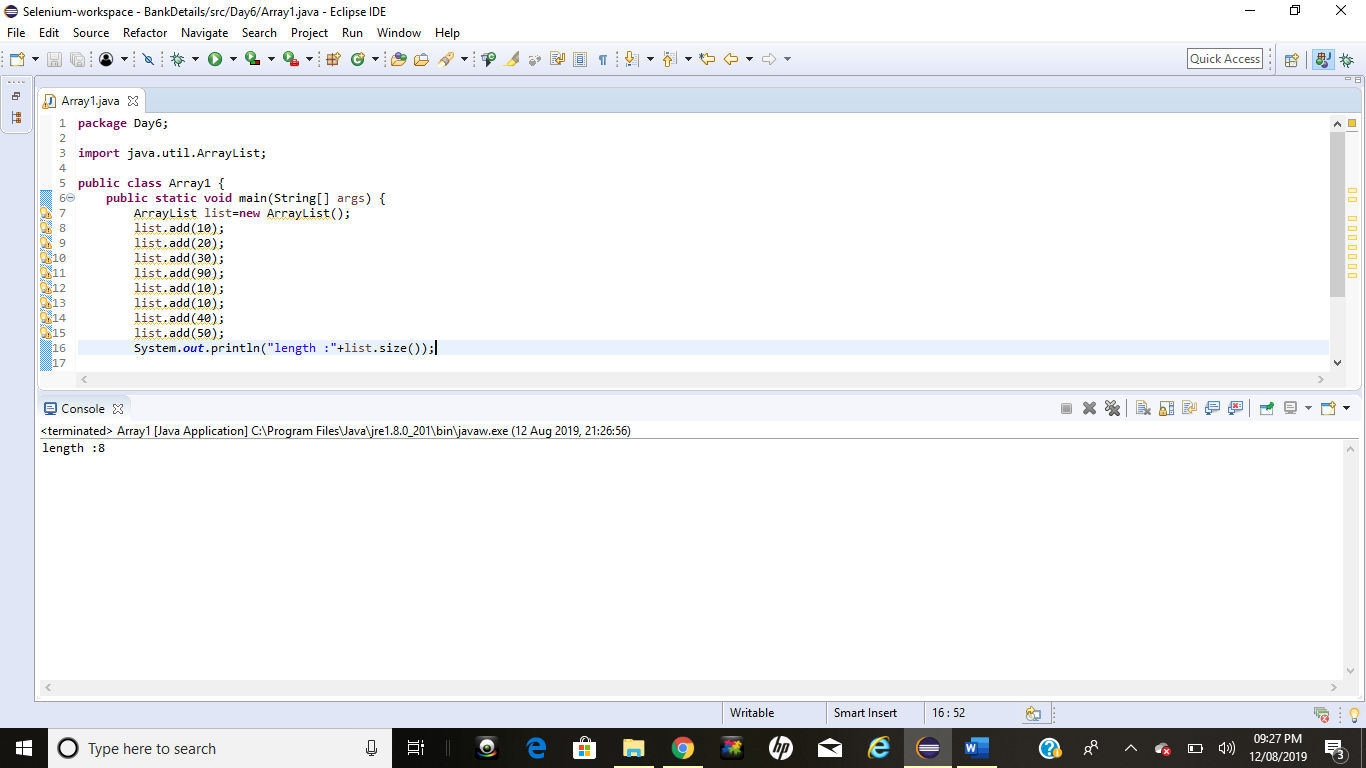 Selenium-workspace - BankDetails/src/Day6/Array1.java - Eclipse IDE
File Edit Source Refactor Navigate Search Project Run Window Help
Quick Access
Array1.java
1 package Day6;
2
3 import java.util.ArrayList;
4
5 public class Array1 {
6 public static void main(String[] args) {
7 ArrayList list=new ArrayList();
8 list.add(10);
9 list.add(20);
10 list.add(30);
11 list.add(90);
12 list.add(10);
13 list.add(10);
14 list.add(40);
15 list.add(50);
16 System.out.println("length :"+list.size());
17
Console
<terminated> Array1 [Java Application] C:\Program Files\Java\jre1.8.0_201\bin\javaw.exe (12 Aug 2019, 21:26:56)
length :8
Writable Smart Insert 16 : 52
Type here to search
09:27 PM
12/08/2019
3